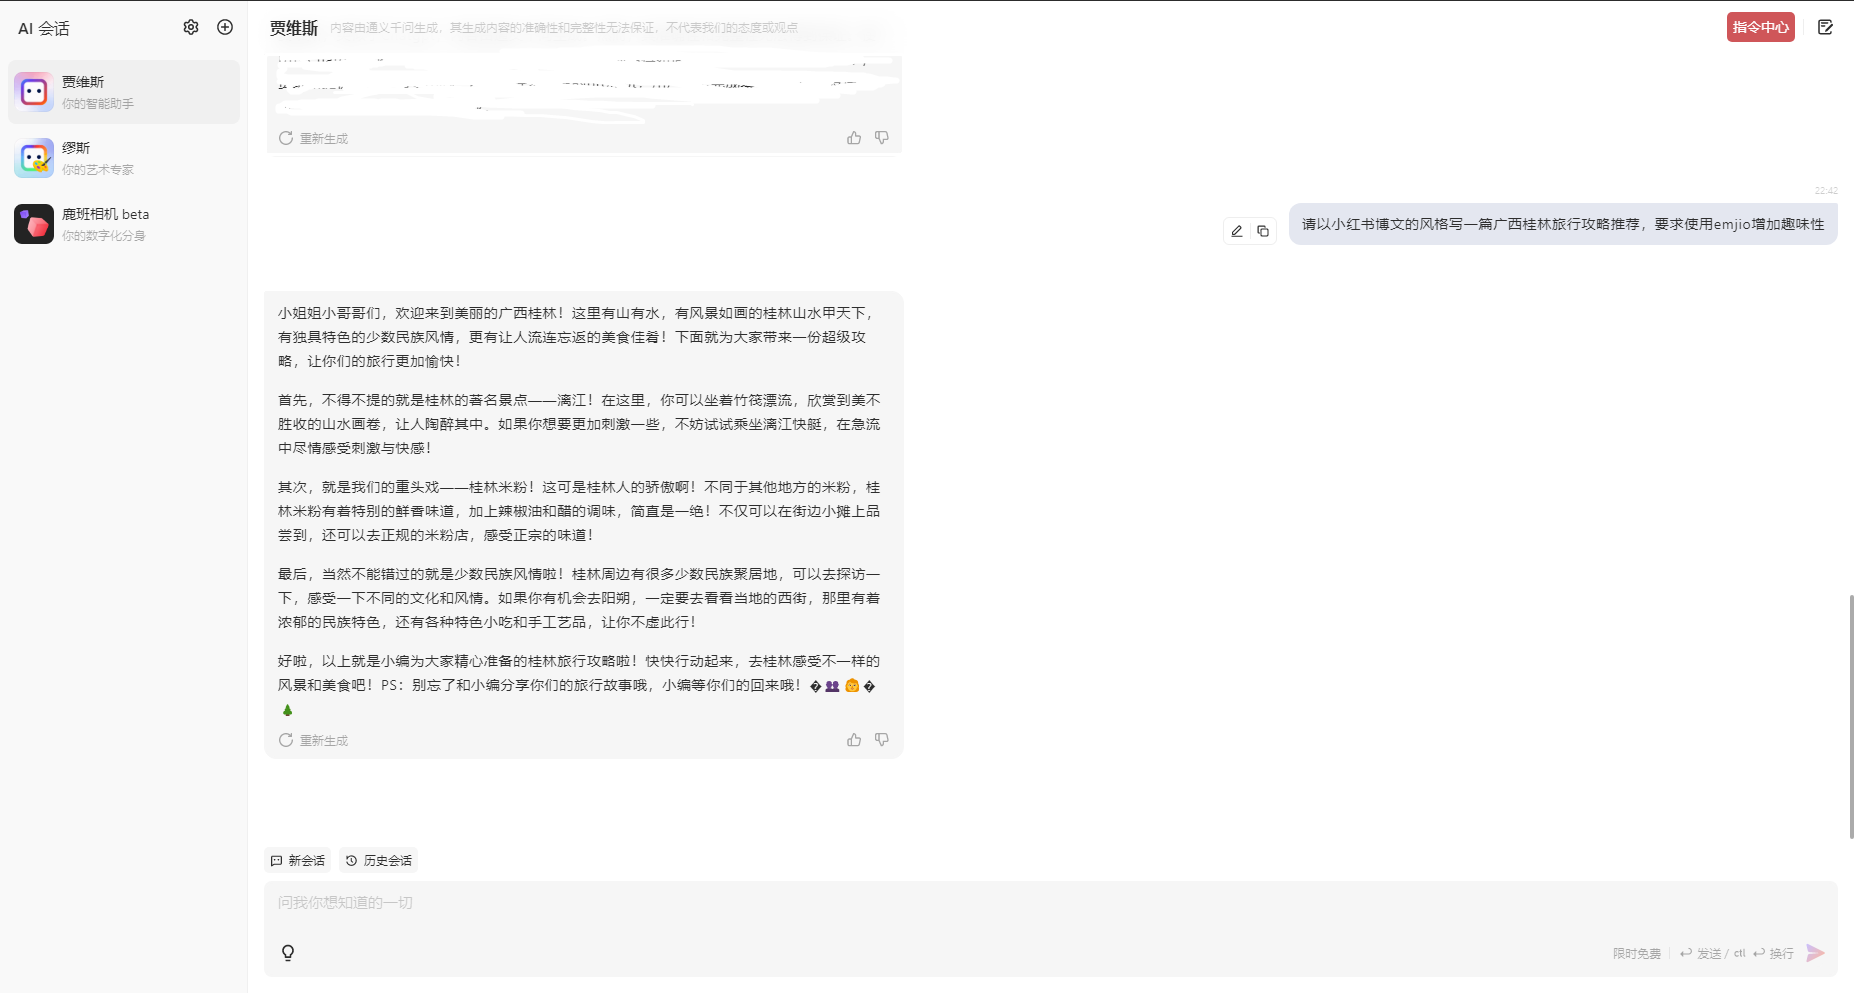 AI 会话
贾维斯
你的智能助手
缪斯
你的艺术专家
鹿班相机 beta
你的数字化分身
贾维斯 内容由通义千问生成，其生成内容的准确性和完整性无法保证，不代表我们的态度或观点
指令中心
重新生成
22:42
请以小红书博文的风格写一篇广西桂林旅行攻略推荐，要求使用emjio增加趣味性
小姐姐小哥哥们，欢迎来到美丽的广西桂林！这里有山有水，有风景如画的桂林山水甲天下，
有独具特色的少数民族风情，更有让人流连忘返的美食佳肴！下面就为大家带来一份超级攻
略，让你们的旅行更加愉快！
首先，不得不提的就是桂林的著名景点——漓江！在这里，你可以坐着竹筏漂流，欣赏到美不
胜收的山水画卷，让人陶醉其中。如果你想要更加刺激一些，不妨试试乘坐漓江快艇，在急流
中尽情感受刺激与快感！
其次，就是我们的重头戏——桂林米粉！这可是桂林人的骄傲啊！不同于其他地方的米粉，桂
林米粉有着特别的鲜香味道，加上辣椒油和醋的调味，简直是一绝！不仅可以在街边小摊上品
尝到，还可以去正规的米粉店，感受正宗的味道！
最后，当然不能错过的就是少数民族风情啦！桂林周边有很多少数民族聚居地，可以去探访一
下，感受一下不同的文化和风情。如果你有机会去阳朔，一定要去看看当地的西街，那里有着
浓郁的民族特色，还有各种特色小吃和手工艺品，让你不虚此行！
好啦，以上就是小编为大家精心准备的桂林旅行攻略啦！快快行动起来，去桂林感受不一样的
风景和美食吧！PS：别忘了和小编分享你们的旅行故事哦，小编等你们的回来哦！
重新生成
新会话 历史会话
问我你想知道的一切
限时免费 发送 / ctl 换行